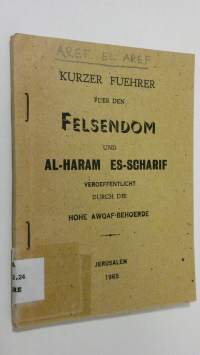 AREF EL AREF
KURZER FUEHRER
FUER DEN
FELSENDOM
UND
AL-HARAM ES-SCHARIF
VEROEFFENTLICHT
DURCH DIE
HOHE AWQAF-BEHOERDE
JERUSALEM
1965